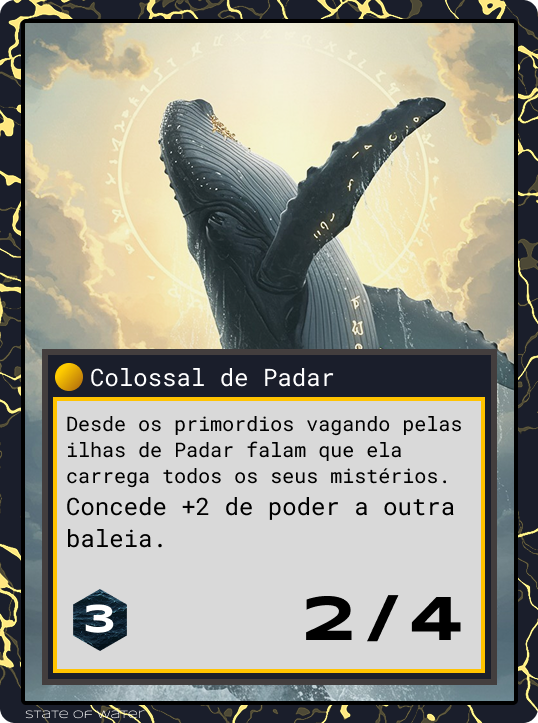 Colossal de Padar
Desde os primordios vagando pelas
ilhas de Padar falam que ela
carrega todos os seus mistérios.
Concede +2 de poder a outra
baleia.
3
2/4
STATE OF WATER